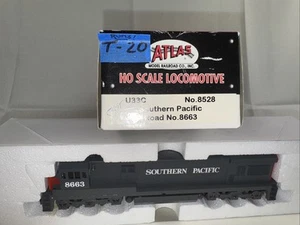 T-20
ATLAS
MODEL RAILROAD CO., INC.
HO SCALE LOCOMOTIVE
U33C No.8528
Southern Pacific
Road No.8663
SOUTHERN PACIFIC
8663